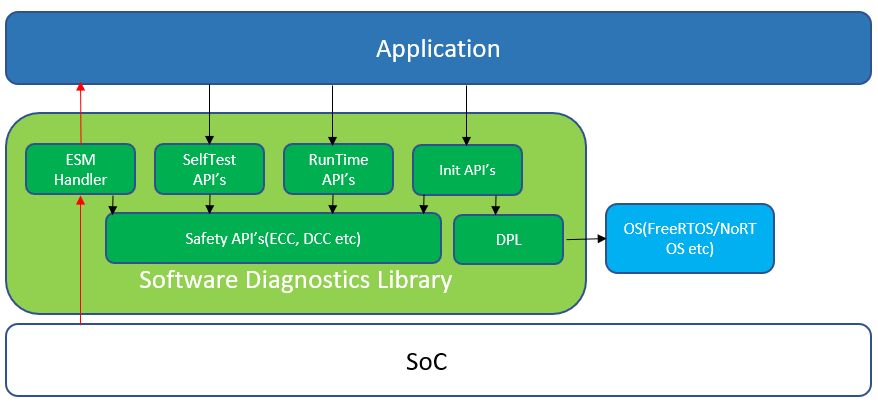 Application
ESM
Handler
SelfTest
API's
RunTime
API's
Init API's
Safety API's(ECC, DCC etc)
DPL
OS(FreeRTOS/NoRT
OS etc)
Software Diagnostics Library
SoC